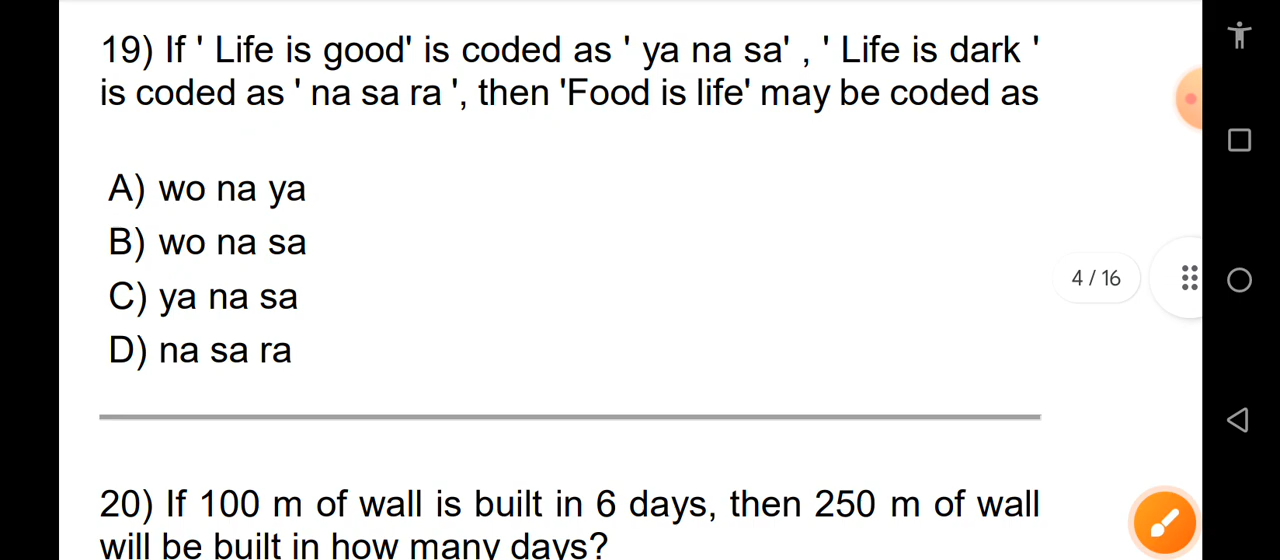 19) If ' Life is good' is coded as ' ya na sa' , ' Life is dark '
is coded as ' na sa ra ', then 'Food is life' may be coded as
A) wo na ya
B) wo na sa
C) ya na sa
D) na sa ra
4 / 16
20) If 100 m of wall is built in 6 days, then 250 m of wall
will be built in how many days?